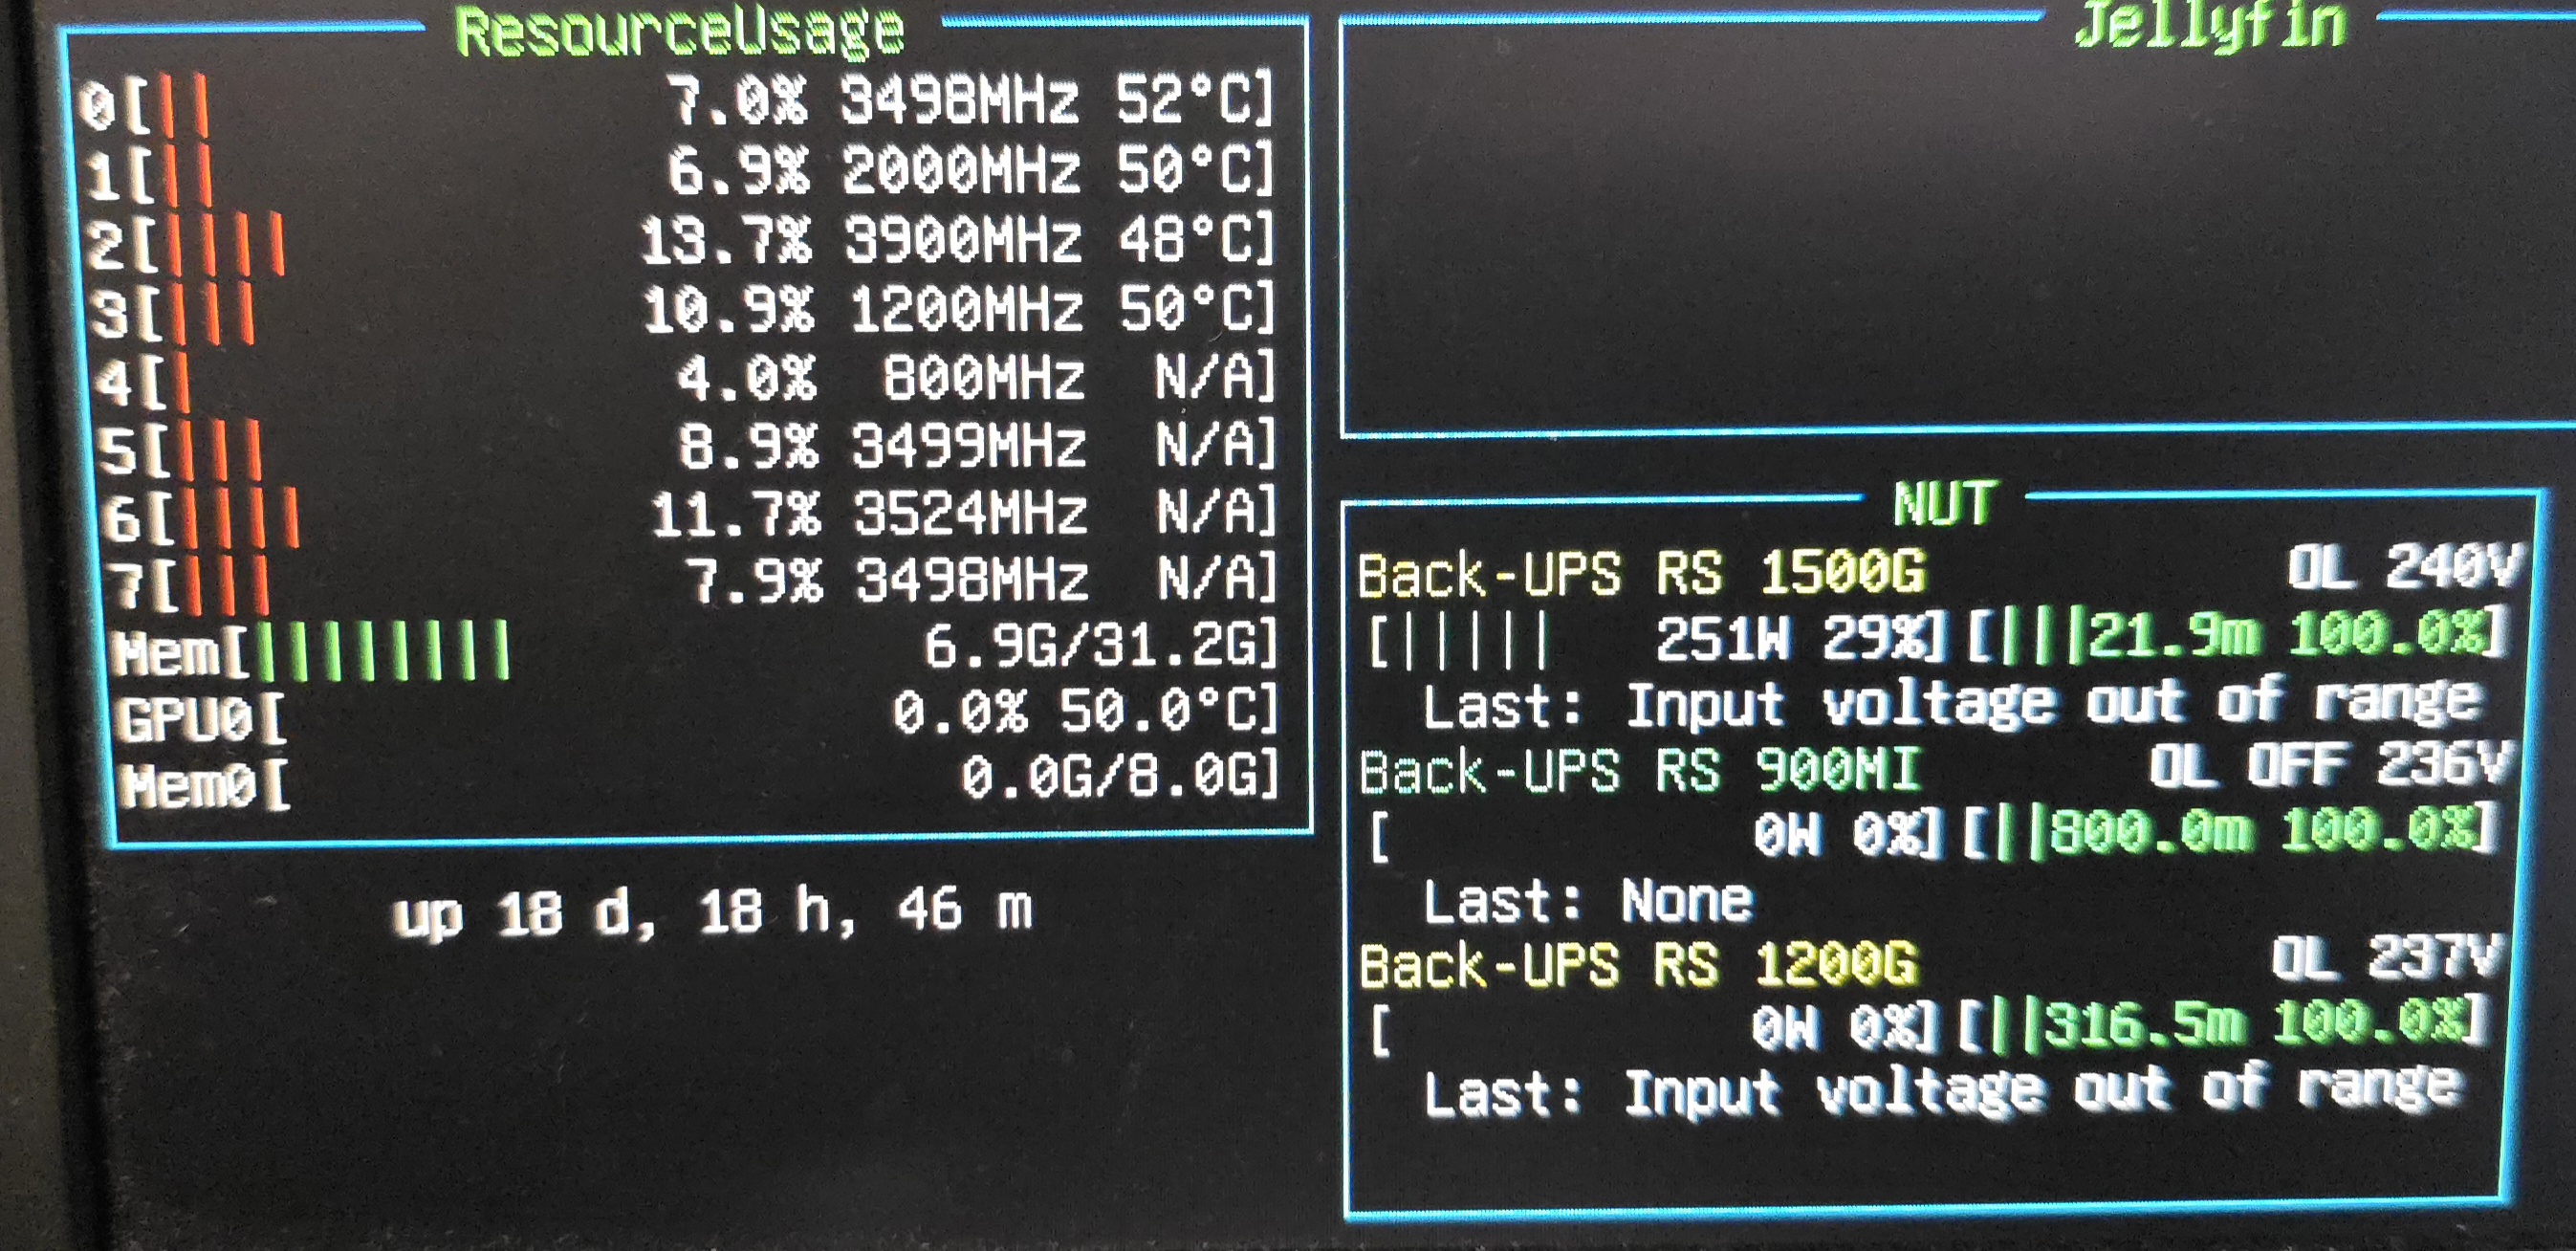 ResourceUsage
0[|| 7.0% 3498MHz 52°C]
1[|| 6.9% 2000MHz 50°C]
2[|||| 13.7% 3900MHz 48°C]
3[||| 10.9% 1200MHz 50°C]
4[| 4.0% 800MHz N/A]
5[||| 8.9% 3499MHz N/A]
6[|||| 11.7% 3524MHz N/A]
7[||| 7.9% 3498MHz N/A]
Mem[|||||||| 6.9G/31.2G]
GPU0[ 0.0% 50.0°C]
Mem0[ 0.0G/8.0G]
up 18 d, 18 h, 46 m
Jellyfin
NUT
Back-UPS RS 1500G OL 240V
[||||| 251W 29%] [|||21.9m 100.0%]
Last: Input voltage out of range
Back-UPS RS 900MI OL OFF 236V
[ 0W 0%] [||800.0m 100.0%]
Last: None
Back-UPS RS 1200G OL 237V
[ 0W 0%] [||316.5m 100.0%]
Last: Input voltage out of range